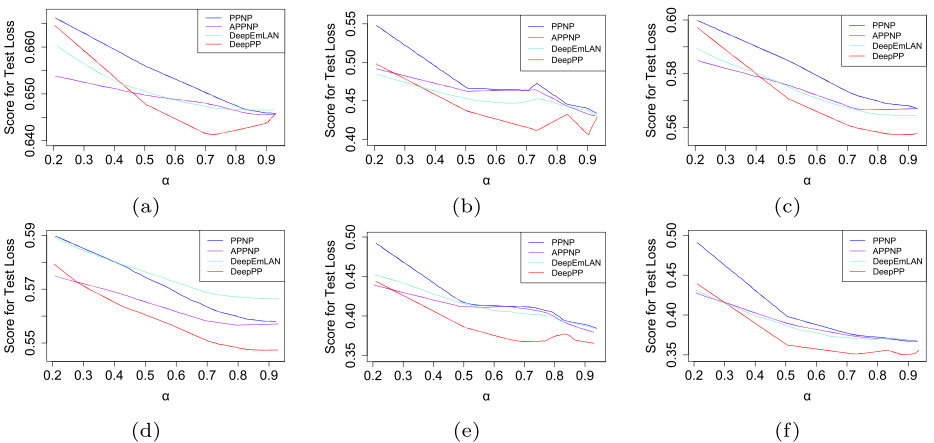 Score for Test Loss
0.660
0.650
0.640
PPNP
APPNP
DeepEmLAN
DeepPP
0.2 0.3 0.4 0.5 0.6 0.7 0.8 0.9
α
(a)
Score for Test Loss
0.55
0.50
0.45
0.40
PPNP
APPNP
DeepEmLAN
DeepPP
0.2 0.3 0.4 0.5 0.6 0.7 0.8 0.9
α
(b)
Score for Test Loss
0.60
0.58
0.56
PPNP
APPNP
DeepEmLAN
DeepPP
0.2 0.3 0.4 0.5 0.6 0.7 0.8 0.9
α
(c)
Score for Test Loss
0.59
0.57
0.55
PPNP
APPNP
DeepEmLAN
DeepPP
0.2 0.3 0.4 0.5 0.6 0.7 0.8 0.9
α
(d)
Score for Test Loss
0.50
0.45
0.40
0.35
PPNP
APPNP
DeepEmLAN
DeepPP
0.2 0.3 0.4 0.5 0.6 0.7 0.8 0.9
α
(e)
Score for Test Loss
0.50
0.45
0.40
0.35
PPNP
APPNP
DeepEmLAN
DeepPP
0.2 0.3 0.4 0.5 0.6 0.7 0.8 0.9
α
(f)